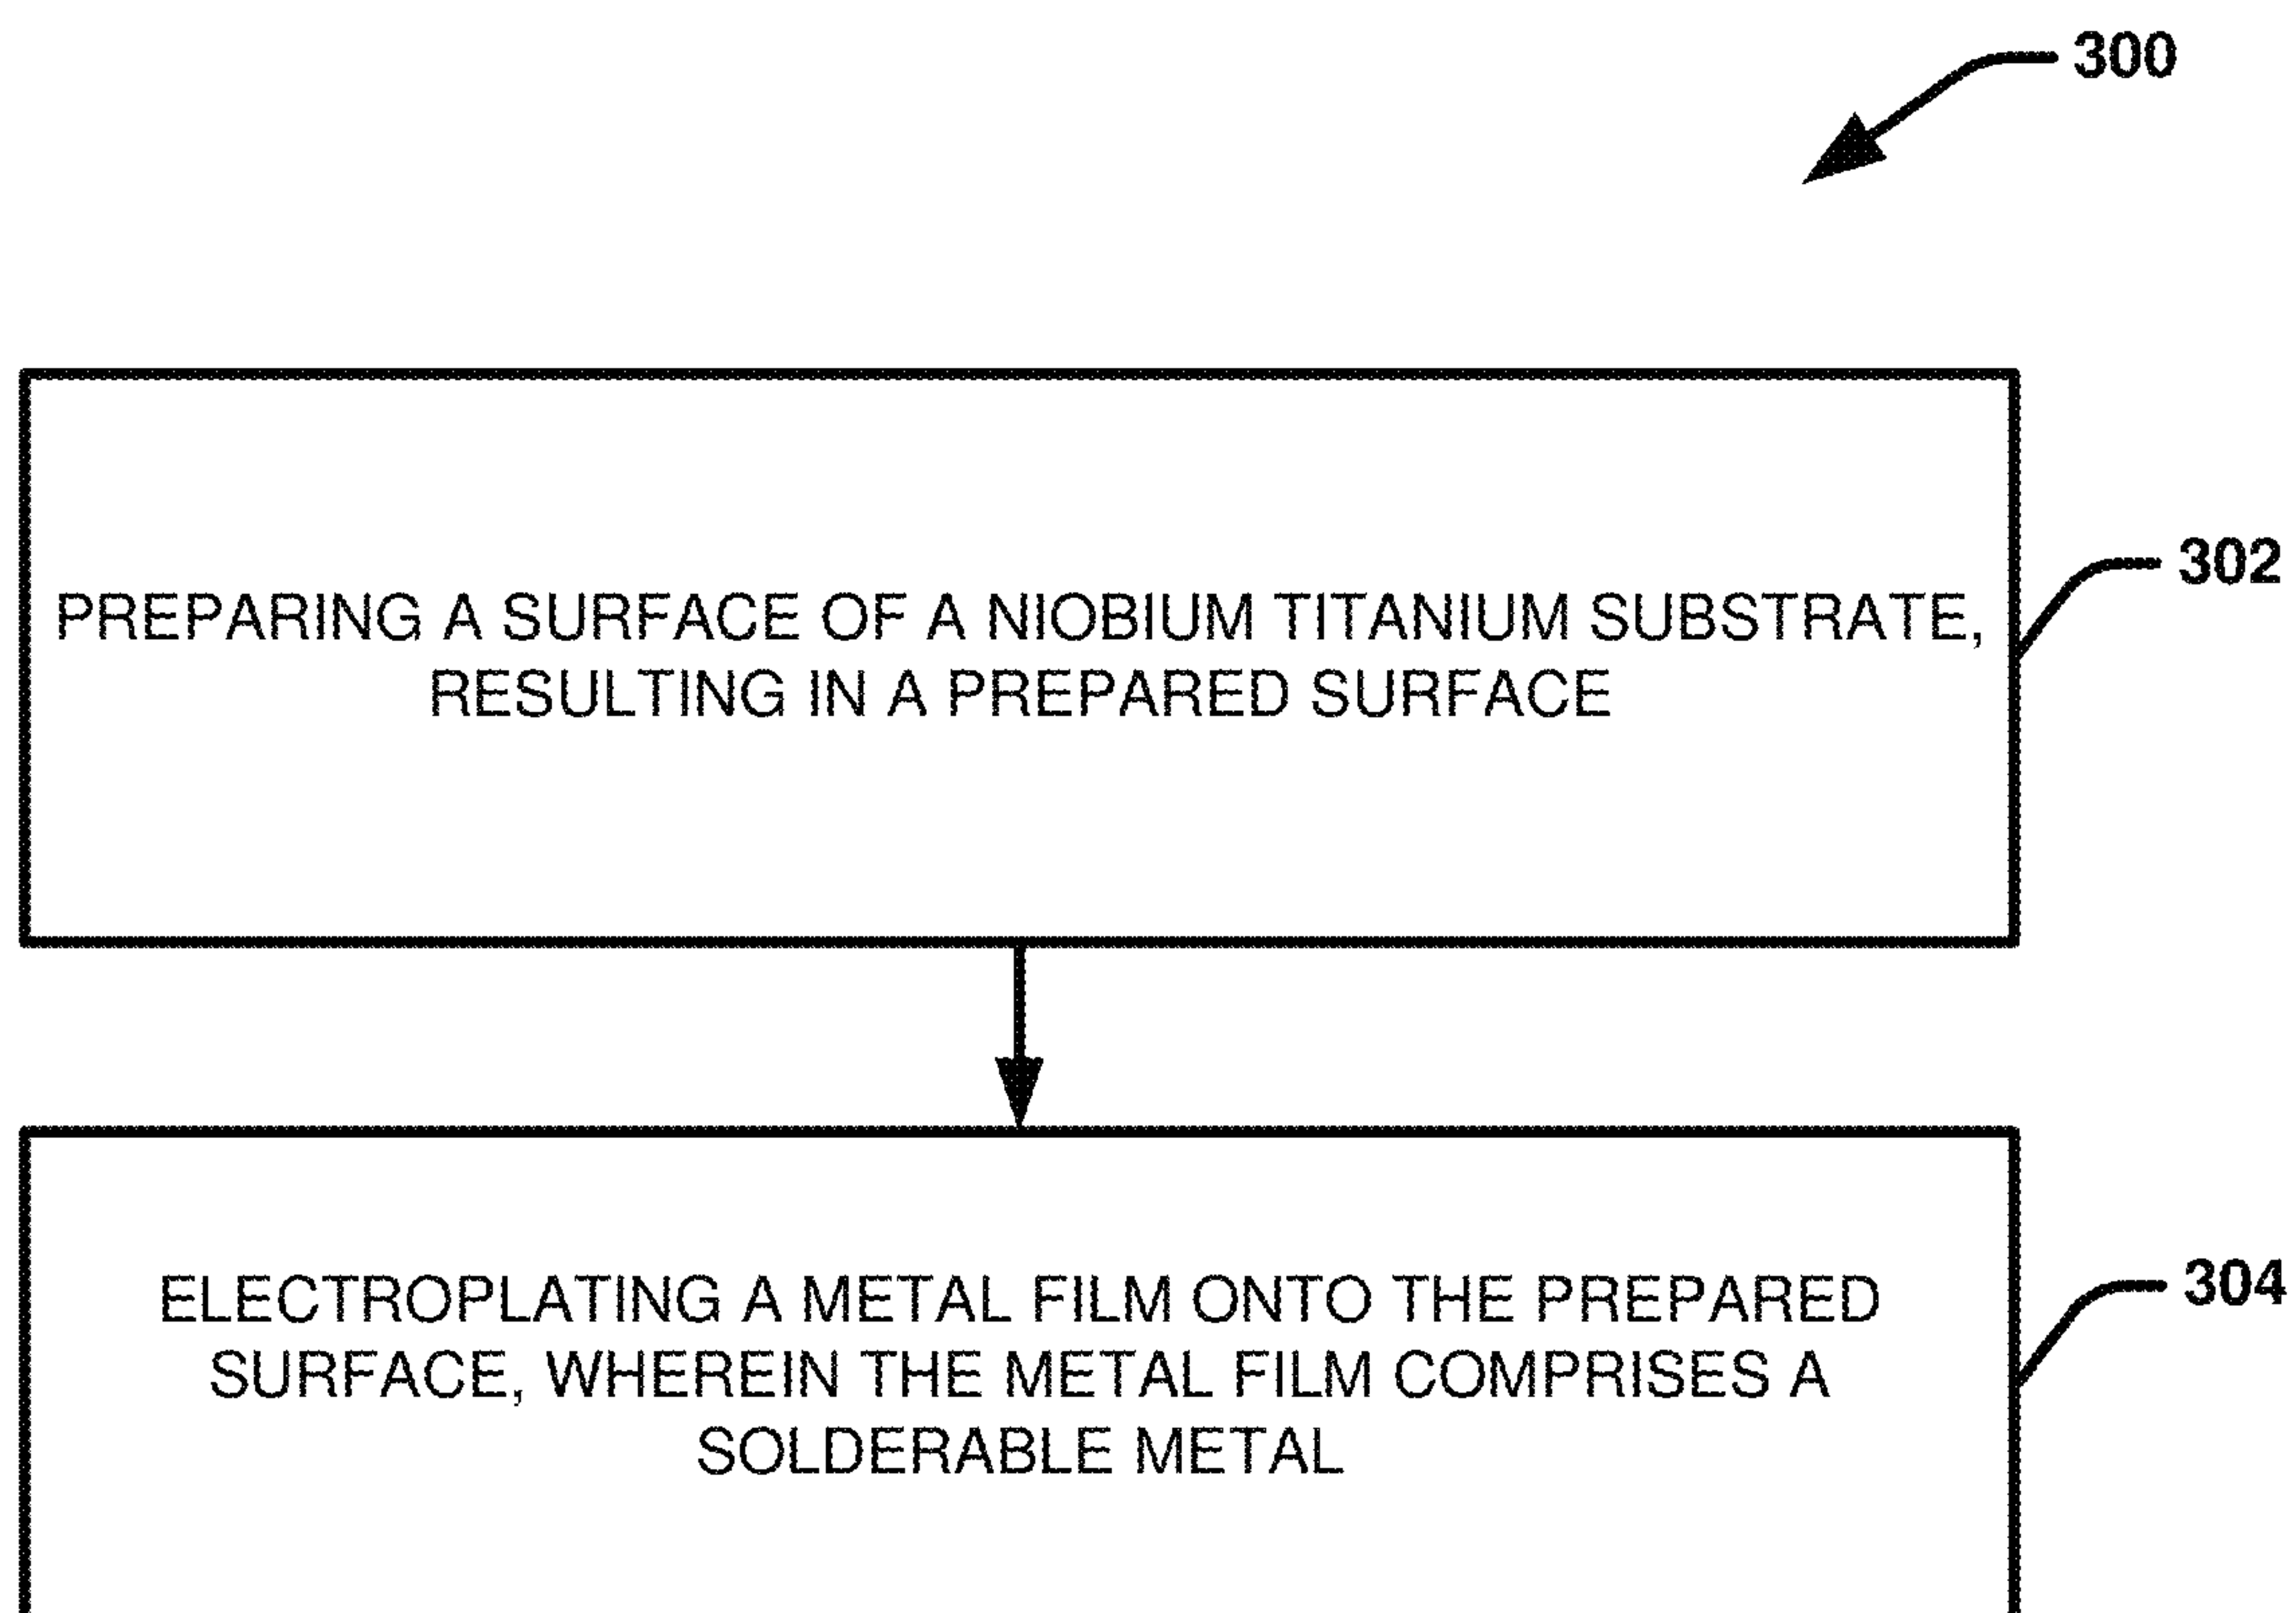 300
PREPARING A SURFACE OF A NIOBIUM TITANIUM SUBSTRATE,
RESULTING IN A PREPARED SURFACE
302
ELECTROPLATING A METAL FILM ONTO THE PREPARED
SURFACE, WHEREIN THE METAL FILM COMPRISES A
SOLDERABLE METAL
304